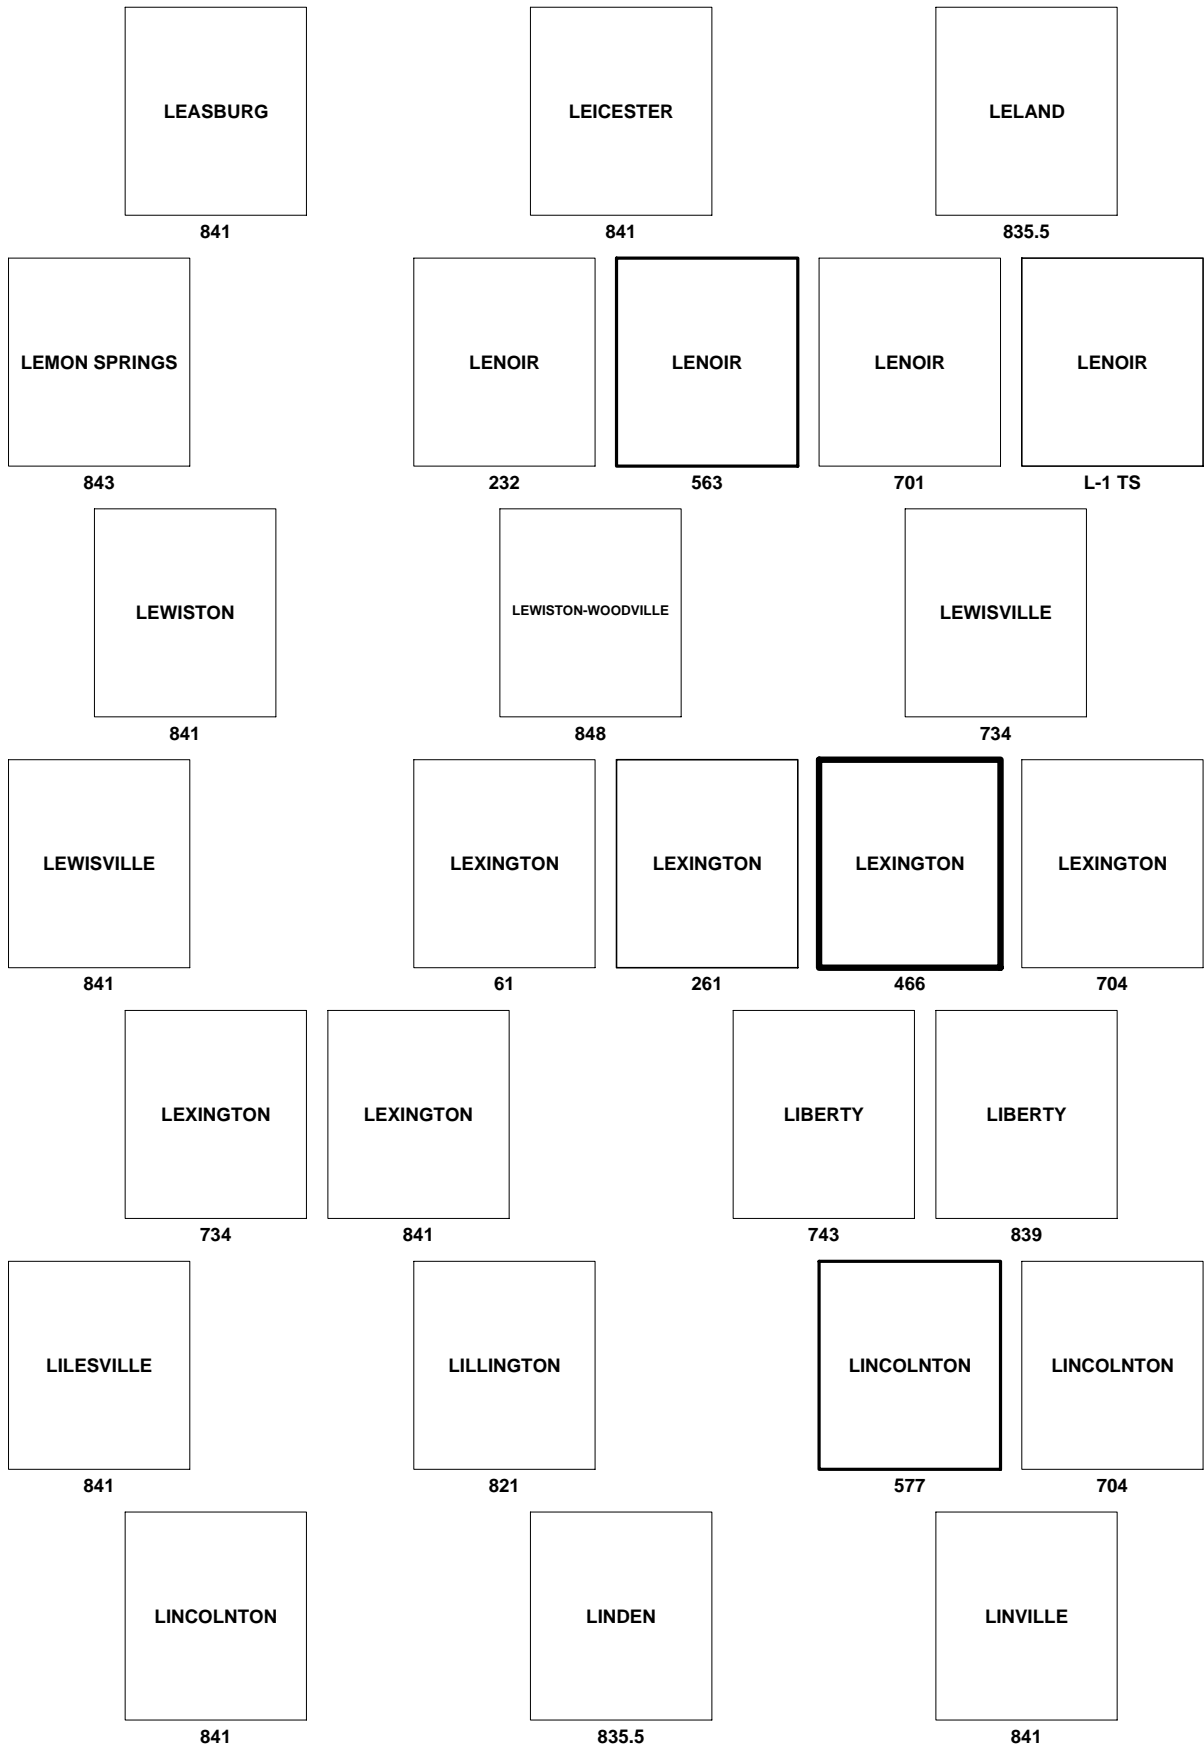 LEASBURG LEICESTER LELAND
841 841 835.5
LEMON SPRINGS LENOIR LENOIR LENOIR LENOIR
843 232 563 701 L-1 TS
LEWISTON LEWISTON-WOODVILLE LEWISVILLE
841 848 734
LEWISVILLE LEXINGTON LEXINGTON LEXINGTON LEXINGTON
841 61 261 466 704
LEXINGTON LEXINGTON LIBERTY LIBERTY
734 841 743 839
LILESVILLE LILLINGTON LINCOLNTON LINCOLNTON
841 821 577 704
LINCOLNTON LINDEN LINVILLE
841 835.5 841